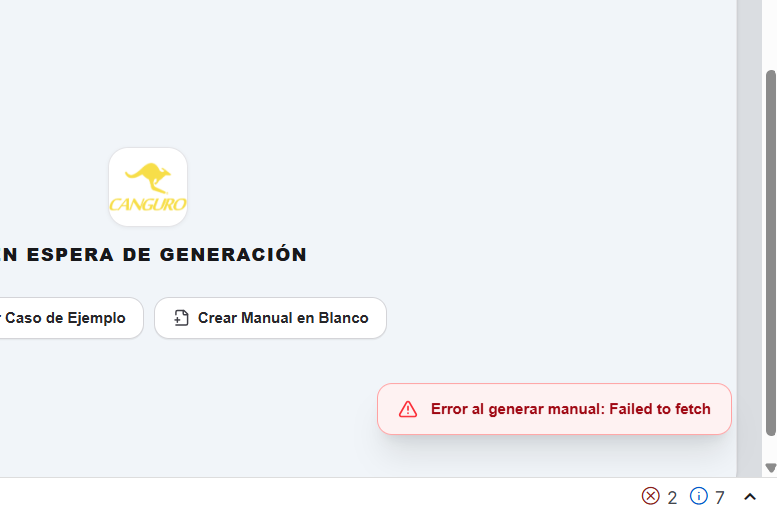 CANGURO
EN ESPERA DE GENERACIÓN
Caso de Ejemplo
Crear Manual en Blanco
Error al generar manual: Failed to fetch
2
7